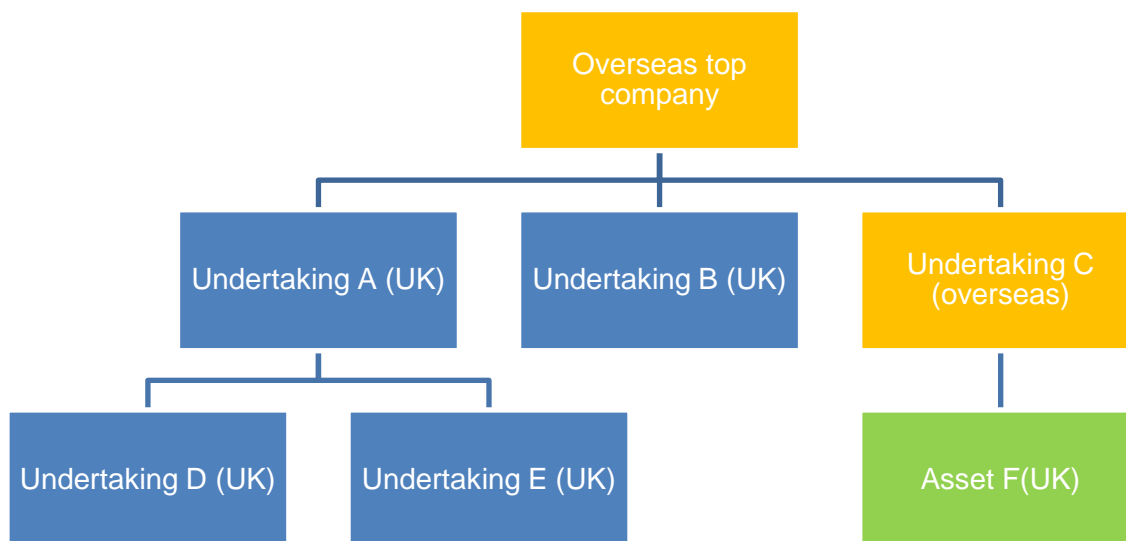 Overseas top
company
Undertaking A (UK)
Undertaking B (UK)
Undertaking C
(overseas)
Undertaking D (UK)
Undertaking E (UK)
Asset F(UK)